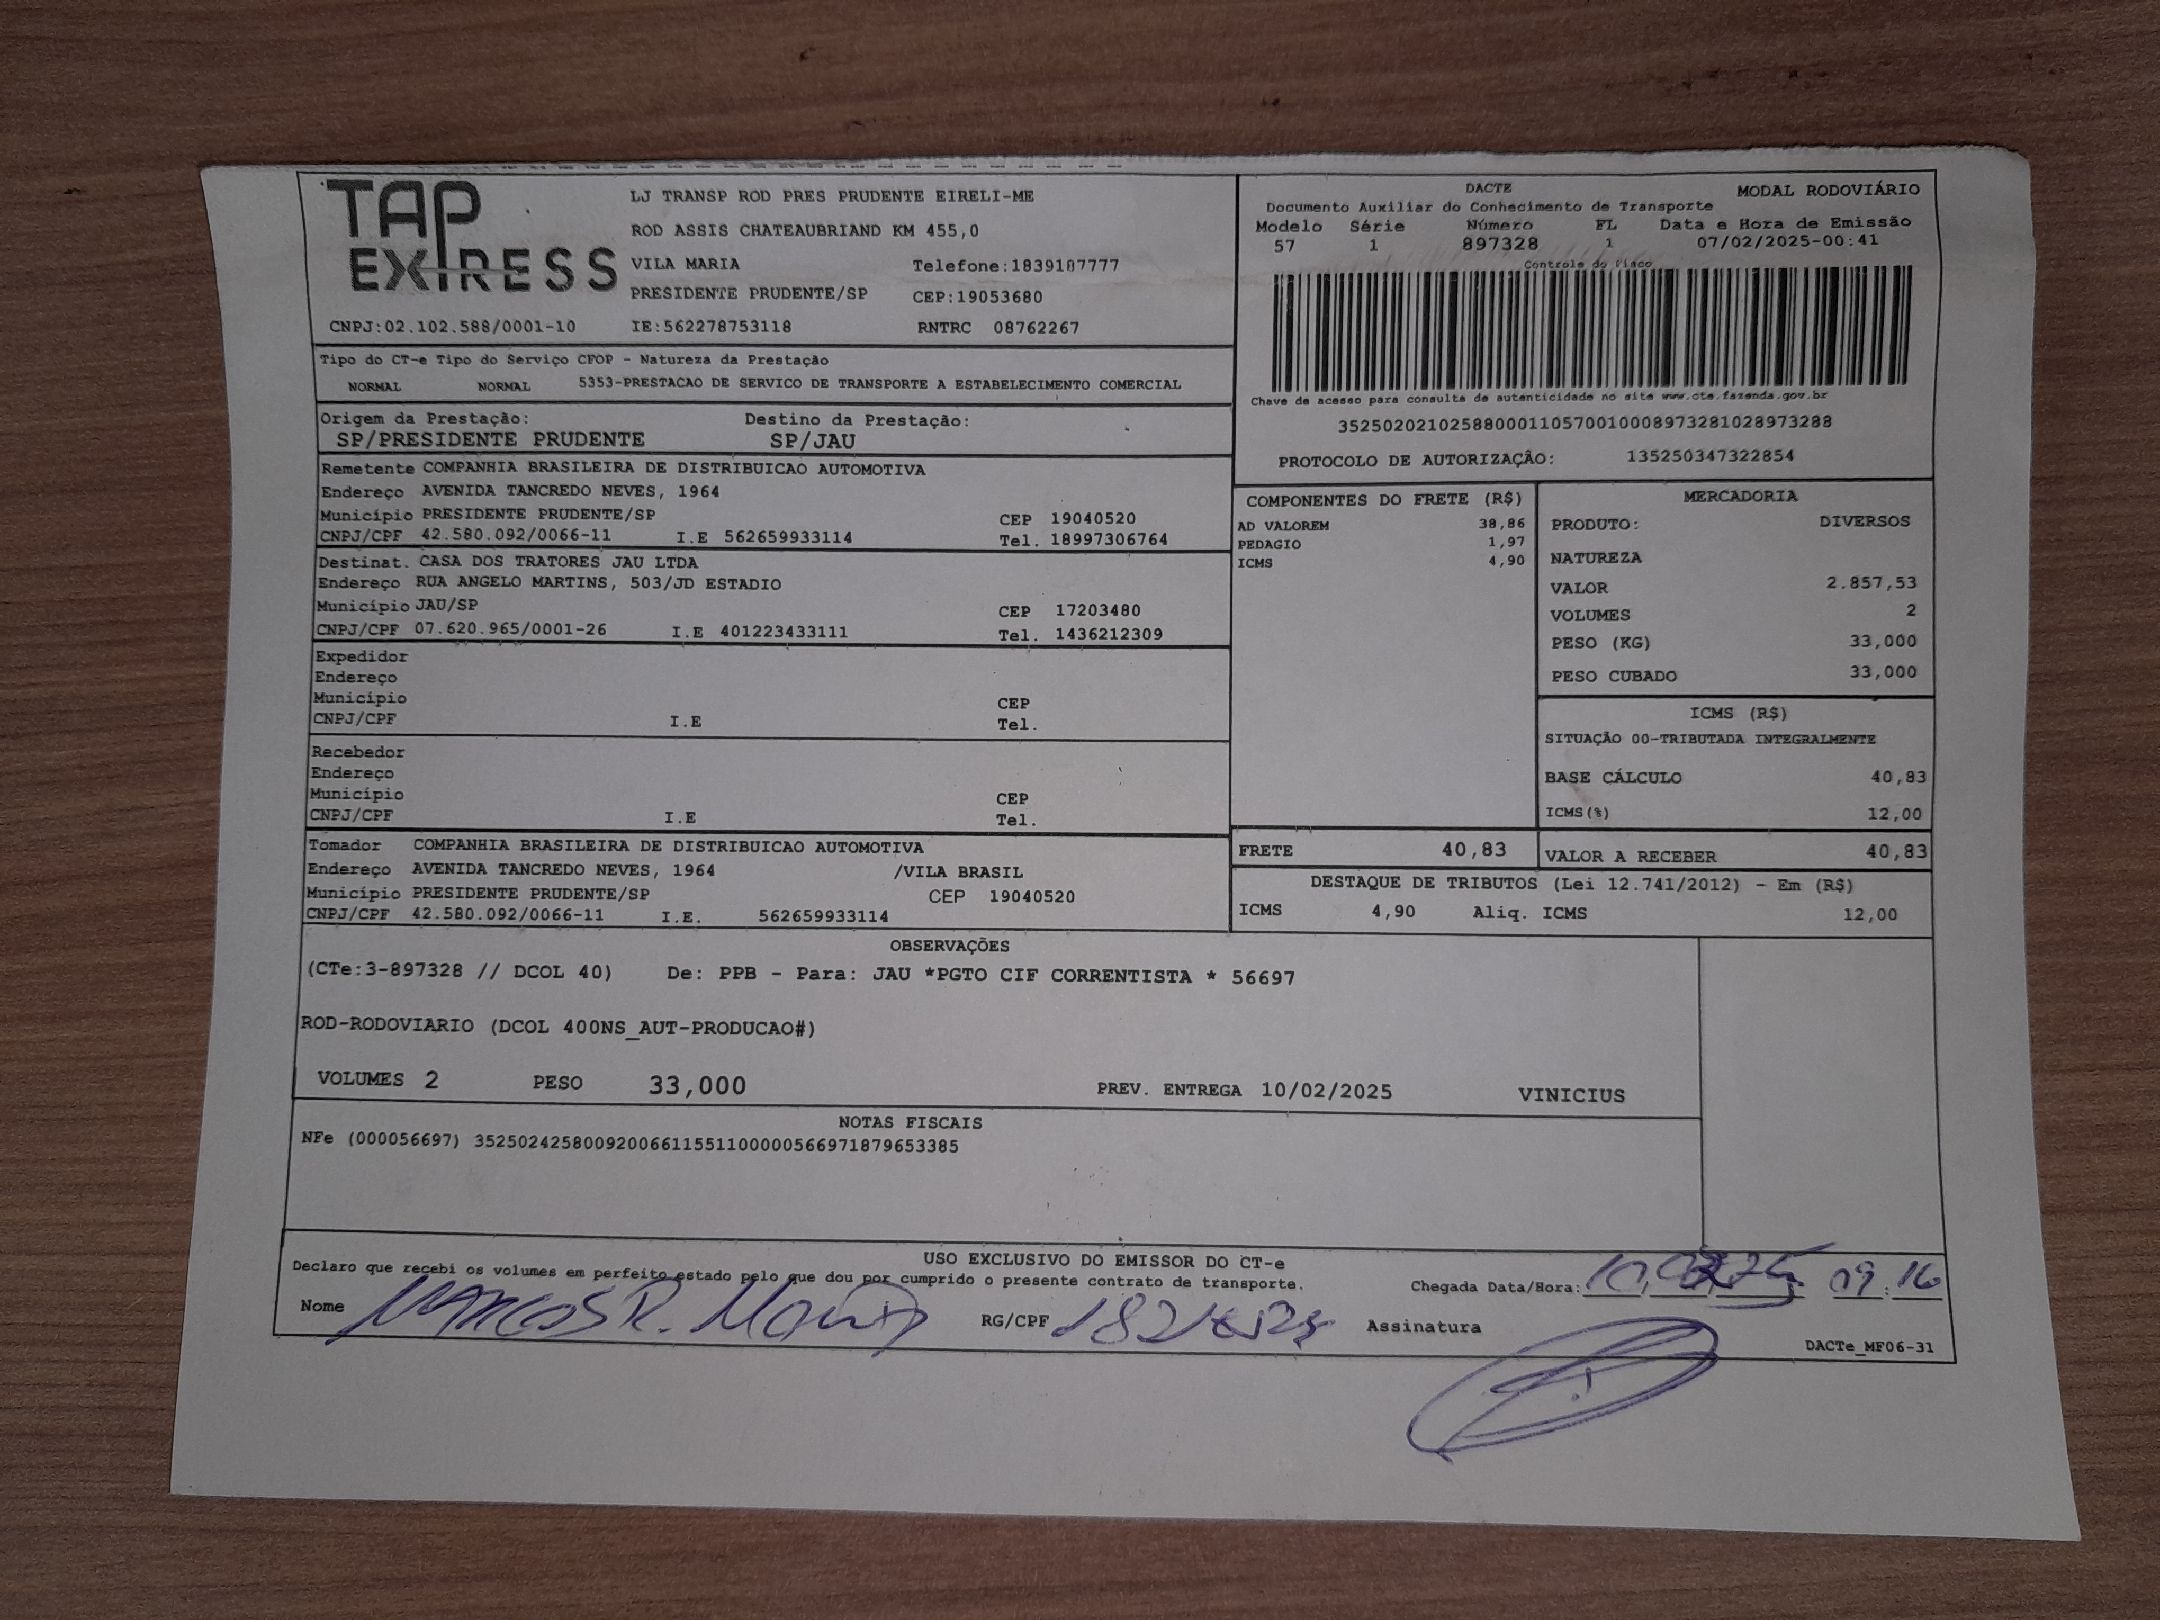 TAP EXPRESS
LJ TRANSP ROD PRES PRUDENTE EIRELI-ME
ROD ASSIS CHATEAUBRIAND KM 455,0
VILA MARIA Telefone:1839107777
PRESIDENTE PRUDENTE/SP CEP:19053680
CNPJ:02.102.588/0001-10 IE:562278753118 RNTRC 08762267
DACTE MODAL RODOVIÁRIO
Documento Auxiliar do Conhecimento de Transporte
Modelo Série Número FL Data e Hora de Emissão
57 1 897328 1 07/02/2025-00:41
Controle do Fisco
Chave de acesso para consulta de autenticidade no site www.cte.fazenda.gov.br
35250202102588000110570010008973281028973288
PROTOCOLO DE AUTORIZAÇÃO: 135250347322854
Tipo do CT-e Tipo do Serviço CFOP - Natureza da Prestação
NORMAL NORMAL 5353-PRESTACAO DE SERVICO DE TRANSPORTE A ESTABELECIMENTO COMERCIAL
Origem da Prestação: Destino da Prestação:
SP/PRESIDENTE PRUDENTE SP/JAU
Remetente COMPANHIA BRASILEIRA DE DISTRIBUICAO AUTOMOTIVA
Endereço AVENIDA TANCREDO NEVES, 1964
Município PRESIDENTE PRUDENTE/SP CEP 19040520
CNPJ/CPF 42.580.092/0066-11 I.E 562659933114 Tel. 18997306764
Destinat. CASA DOS TRATORES JAU LTDA
Endereço RUA ANGELO MARTINS, 503/JD ESTADIO
Município JAU/SP CEP 17203480
CNPJ/CPF 07.620.965/0001-26 I.E 401223433111 Tel. 1436212309
Expedidor
Endereço
Município CEP
CNPJ/CPF I.E Tel.
Recebedor
Endereço
Município CEP
CNPJ/CPF I.E Tel.
Tomador COMPANHIA BRASILEIRA DE DISTRIBUICAO AUTOMOTIVA
Endereço AVENIDA TANCREDO NEVES, 1964 /VILA BRASIL
Município PRESIDENTE PRUDENTE/SP CEP 19040520
CNPJ/CPF 42.580.092/0066-11 I.E. 562659933114
COMPONENTES DO FRETE (R$)
AD VALOREM 38,86
PEDAGIO 1,97
ICMS 4,90
FRETE 40,83
MERCADORIA
PRODUTO: DIVERSOS
NATUREZA
VALOR 2.857,53
VOLUMES 2
PESO (KG) 33,000
PESO CUBADO 33,000
ICMS (R$)
SITUAÇÃO 00-TRIBUTADA INTEGRALMENTE
BASE CÁLCULO 40,83
ICMS(%) 12,00
VALOR A RECEBER 40,83
DESTAQUE DE TRIBUTOS (Lei 12.741/2012) - Em (R$)
ICMS 4,90 Aliq. ICMS 12,00
OBSERVAÇÕES
(CTe:3-897328 // DCOL 40) De: PPB - Para: JAU *PGTO CIF CORRENTISTA * 56697
ROD-RODOVIARIO (DCOL 400NS_AUT-PRODUCAO#)
VOLUMES 2 PESO 33,000 PREV. ENTREGA 10/02/2025 VINICIUS
NOTAS FISCAIS
NFe (000056697) 35250242580092006611551100000566971879653385
USO EXCLUSIVO DO EMISSOR DO CT-e
Declaro que recebi os volumes em perfeito estado pelo que dou por cumprido o presente contrato de transporte.
Chegada Data/Hora: 09:16
Nome MARCOS R. RG/CPF Assinatura
DACTe_MF06-31